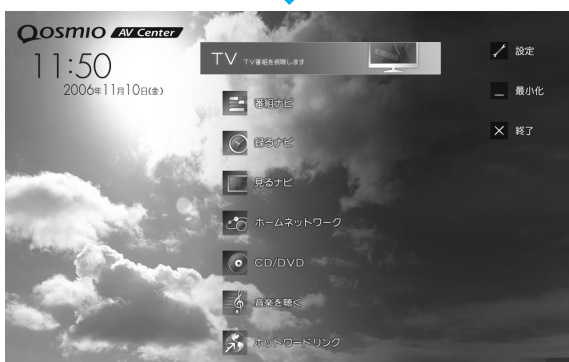 Qosmio AV Center
11:50
2006年11月10日(金)
TV TV番組を視聴します
番組ナビ
録るナビ
見るナビ
ホームネットワーク
CD/DVD
音楽を聴く
ホットワードリンク
設定
最小化
終了